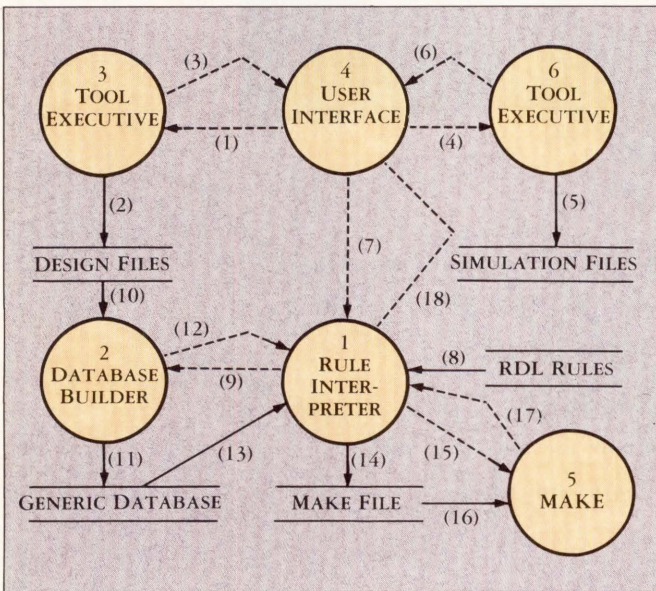 3
TOOL
EXECUTIVE
(3)
4
USER
INTERFACE
(6)
6
TOOL
EXECUTIVE
(1)
(4)
(2)
(5)
(7)
DESIGN FILES
SIMULATION FILES
(10)
(18)
(12)
2
DATABASE
BUILDER
(9)
1
RULE
INTER-
PRETER
(8)
RDL RULES
(17)
(11)
(13)
(14)
(15)
5
MAKE
GENERIC DATABASE
MAKE FILE
(16)